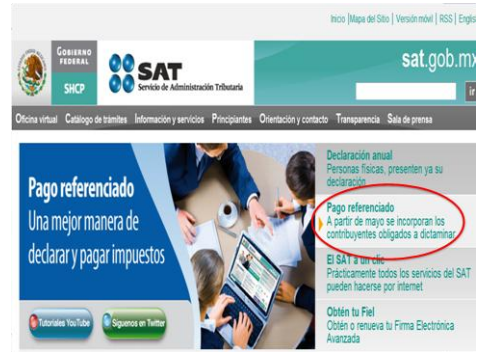 Inicio |Mapa del Sitio | Versión móvil | RSS | Englis
GOBIERNO
FEDERAL
SHCP
SAT
Servicio de Administración Tributaria
sat.gob.mx
ir
Oficina virtual Catálogo de trámites Información y servicios Principiantes Orientación y contacto Transparencia Sala de prensa
Pago referenciado
Una mejor manera de
declarar y pagar impuestos
Tutoriales YouTube
Síguenos en Twitter
Declaración anual
Personas físicas, presenten ya su
declaración
Pago referenciado
A partir de mayo se incorporan los
contribuyentes obligados a dictaminar
El SAT a un clic
Prácticamente todos los servicios del SAT
pueden hacerse por internet
Obtén tu Fiel
Obtén o renueva tu Firma Electrónica
Avanzada